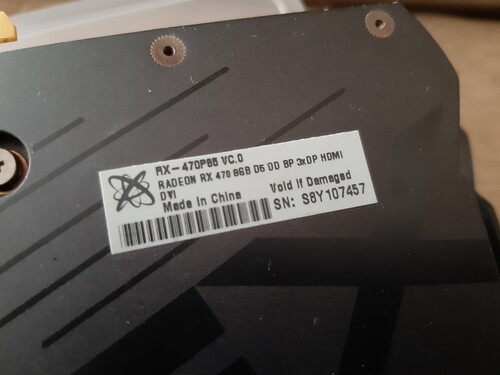 RX-470P86 VC.0
RADEON RX 470 8GB D5 DD BP 3xDP HDMI
DVI
Made in China
Void If Damaged
SN: S8Y107457